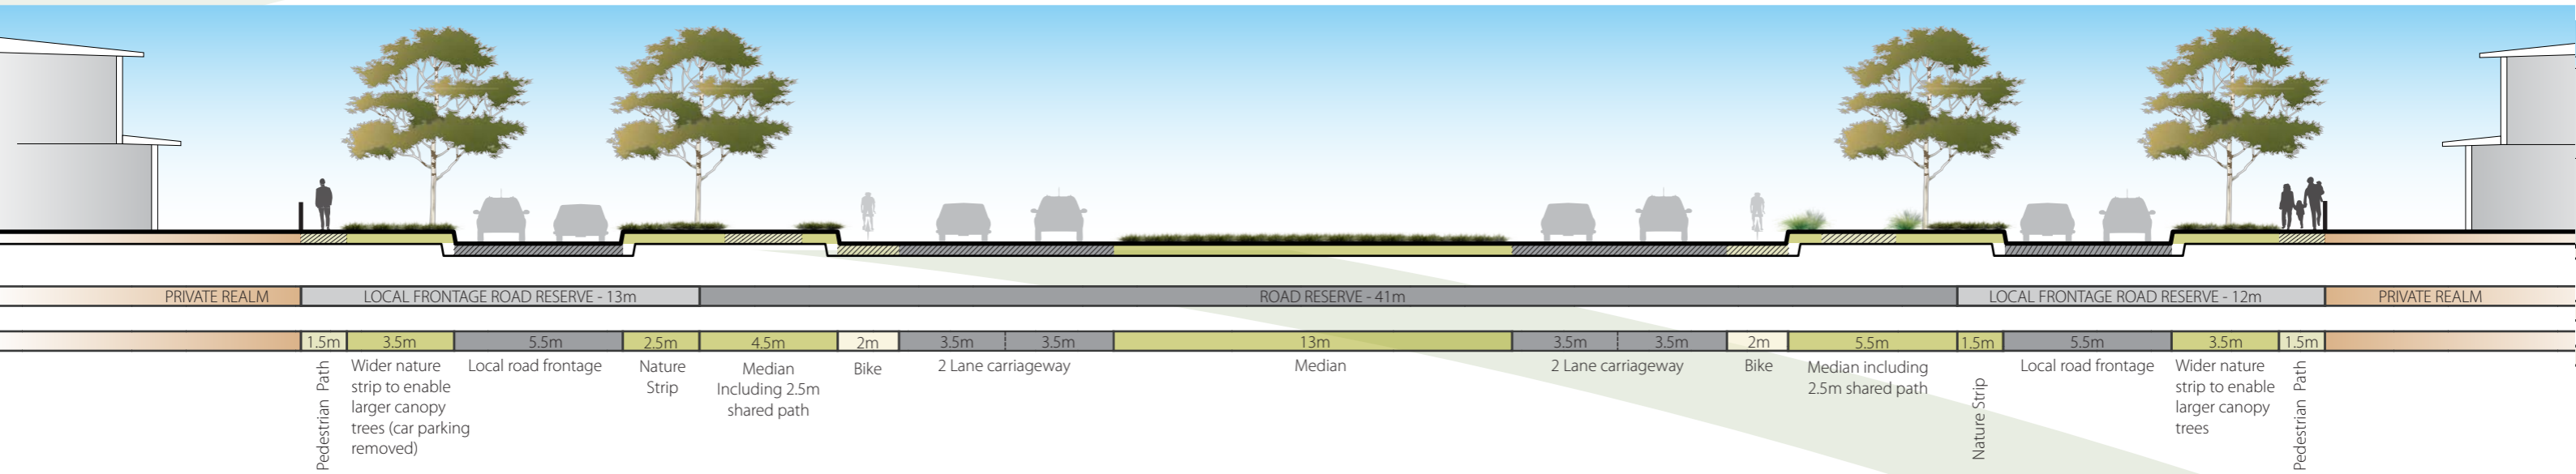 PRIVATE REALM
LOCAL FRONTAGE ROAD RESERVE - 13m
ROAD RESERVE - 41m
LOCAL FRONTAGE ROAD RESERVE - 12m
PRIVATE REALM
1.5m
3.5m
5.5m
2.5m
4.5m
2m
3.5m
3.5m
13m
3.5m
3.5m
2m
5.5m
1.5m
5.5m
3.5m
1.5m
Pedestrian Path
Wider nature
strip to enable
larger canopy
trees (car parking
removed)
Local road frontage
Nature
Strip
Median
Including 2.5m
shared path
Bike
2 Lane carriageway
Median
2 Lane carriageway
Bike
Median including
2.5m shared path
Nature Strip
Local road frontage
Wider nature
strip to enable
larger canopy
trees
Pedestrian Path